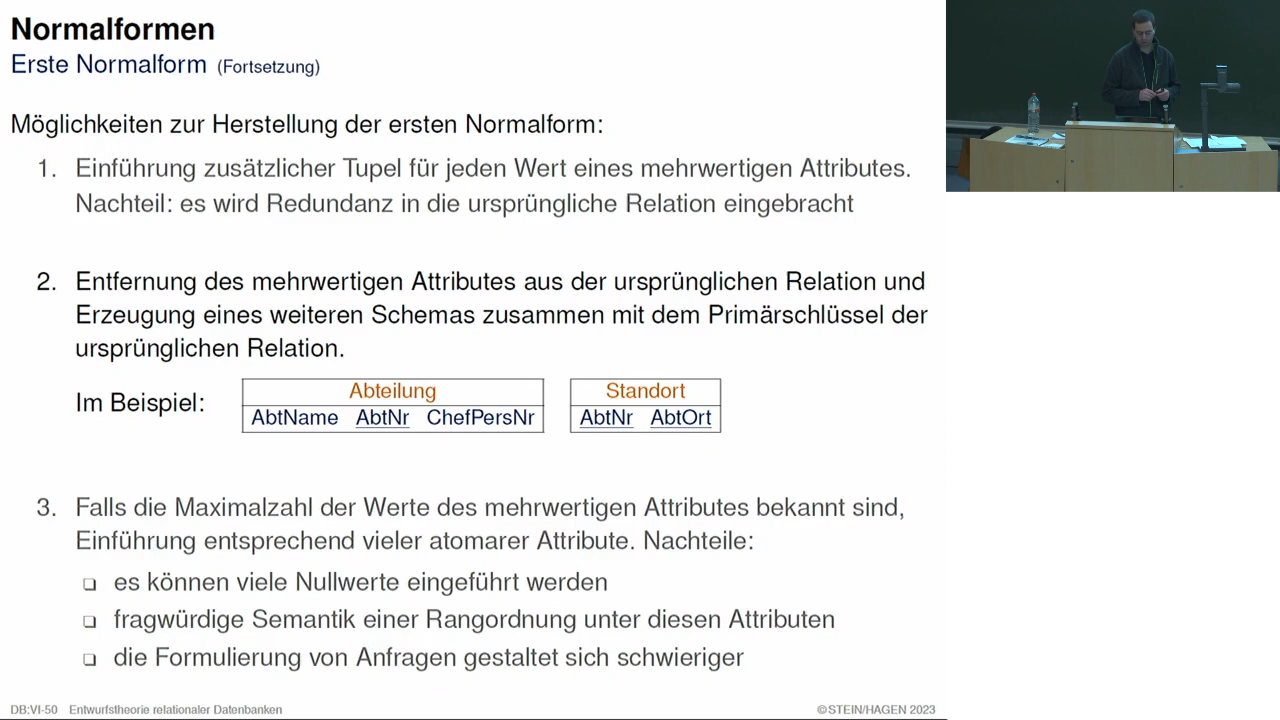 Normalformen
Erste Normalform (Fortsetzung)
Möglichkeiten zur Herstellung der ersten Normalform:
1. Einführung zusätzlicher Tupel für jeden Wert eines mehrwertigen Attributes.
Nachteil: es wird Redundanz in die ursprüngliche Relation eingebracht
2. Entfernung des mehrwertigen Attributes aus der ursprünglichen Relation und
Erzeugung eines weiteren Schemas zusammen mit dem Primärschlüssel der
ursprünglichen Relation.
Im Beispiel:
Abteilung
AbtName AbtNr ChefPersNr
Standort
AbtNr AbtOrt
3. Falls die Maximalzahl der Werte des mehrwertigen Attributes bekannt sind,
Einführung entsprechend vieler atomarer Attribute. Nachteile:
❑ es können viele Nullwerte eingeführt werden
❑ fragwürdige Semantik einer Rangordnung unter diesen Attributen
❑ die Formulierung von Anfragen gestaltet sich schwieriger
DB:VI-50 Entwurfstheorie relationaler Datenbanken
©STEIN/HAGEN 2023